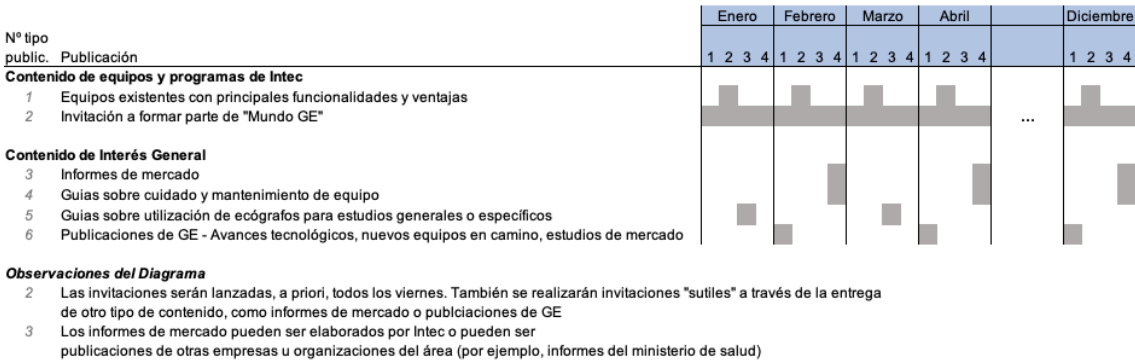 Enero Febrero Marzo Abril Diciembre
Nº tipo
public. Publicación 1 2 3 4 1 2 3 4 1 2 3 4 1 2 3 4 1 2 3 4
Contenido de equipos y programas de Intec
1 Equipos existentes con principales funcionalidades y ventajas
2 Invitación a formar parte de "Mundo GE" ...
Contenido de Interés General
3 Informes de mercado
4 Guias sobre cuidado y mantenimiento de equipo
5 Guias sobre utilización de ecógrafos para estudios generales o específicos
6 Publicaciones de GE - Avances tecnológicos, nuevos equipos en camino, estudios de mercado
Observaciones del Diagrama
2 Las invitaciones serán lanzadas, a priori, todos los viernes. También se realizarán invitaciones "sutiles" a través de la entrega
de otro tipo de contenido, como informes de mercado o publciaciones de GE
3 Los informes de mercado pueden ser elaborados por Intec o pueden ser
publicaciones de otras empresas u organizaciones del área (por ejemplo, informes del ministerio de salud)